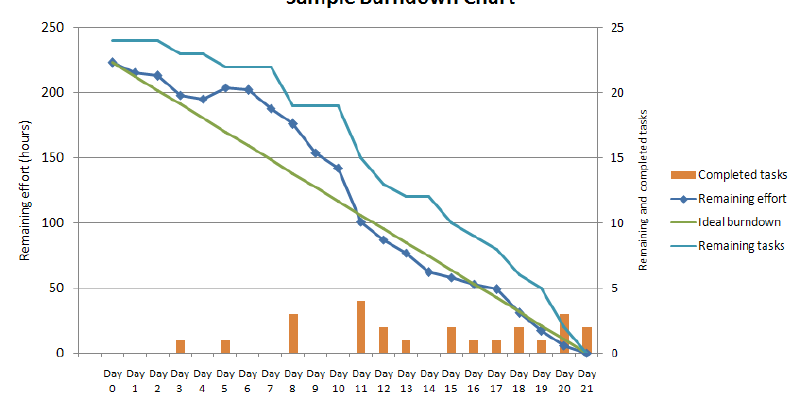 Sample Burndown Chart
250
200
150
100
50
0
Remaining effort (hours)
25
20
15
10
5
0
Remaining and completed tasks
Completed tasks
Remaining effort
Ideal burndown
Remaining tasks
Day Day Day Day Day Day Day Day Day Day Day Day Day Day Day Day Day Day Day Day Day Day
0 1 2 3 4 5 6 7 8 9 10 11 12 13 14 15 16 17 18 19 20 21